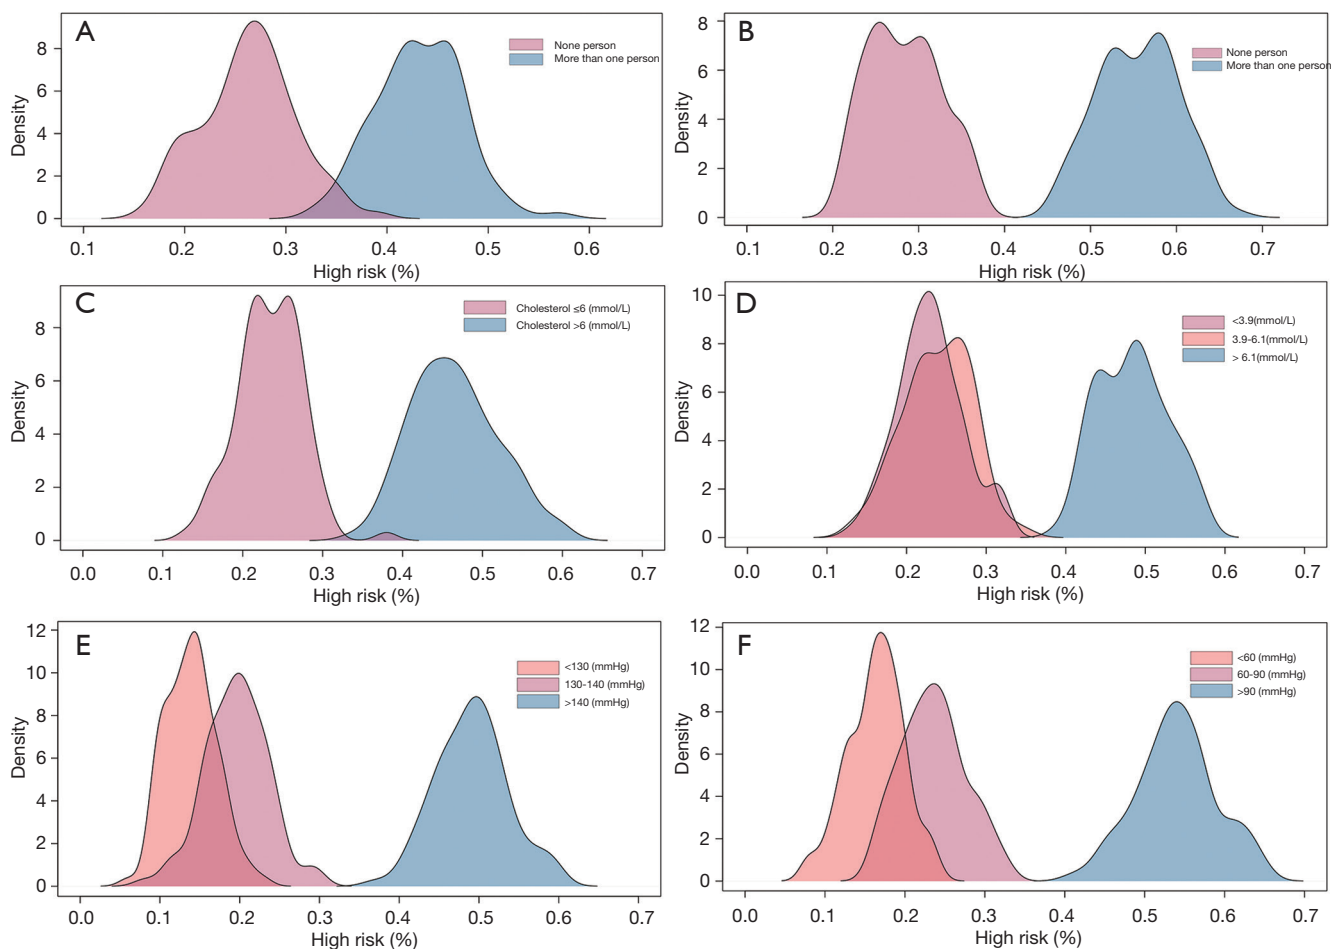 A
Density
8
6
4
2
0
None person
More than one person
0.1 0.2 0.3 0.4 0.5 0.6
High risk (%)
B
Density
8
6
4
2
0
None person
More than one person
0.1 0.2 0.3 0.4 0.5 0.6 0.7
High risk (%)
C
Density
8
6
4
2
0
Cholesterol ≤6 (mmol/L)
Cholesterol >6 (mmol/L)
0.0 0.1 0.2 0.3 0.4 0.5 0.6 0.7
High risk (%)
D
Density
10
8
6
4
2
0
<3.9(mmol/L)
3.9-6.1(mmol/L)
> 6.1(mmol/L)
0.0 0.1 0.2 0.3 0.4 0.5 0.6 0.7
High risk (%)
E
Density
12
10
8
6
4
2
0
<130 (mmHg)
130-140 (mmHg)
>140 (mmHg)
0.0 0.1 0.2 0.3 0.4 0.5 0.6 0.7
High risk (%)
F
Density
12
10
8
6
4
2
0
<60 (mmHg)
60-90 (mmHg)
>90 (mmHg)
0.0 0.1 0.2 0.3 0.4 0.5 0.6 0.7
High risk (%)